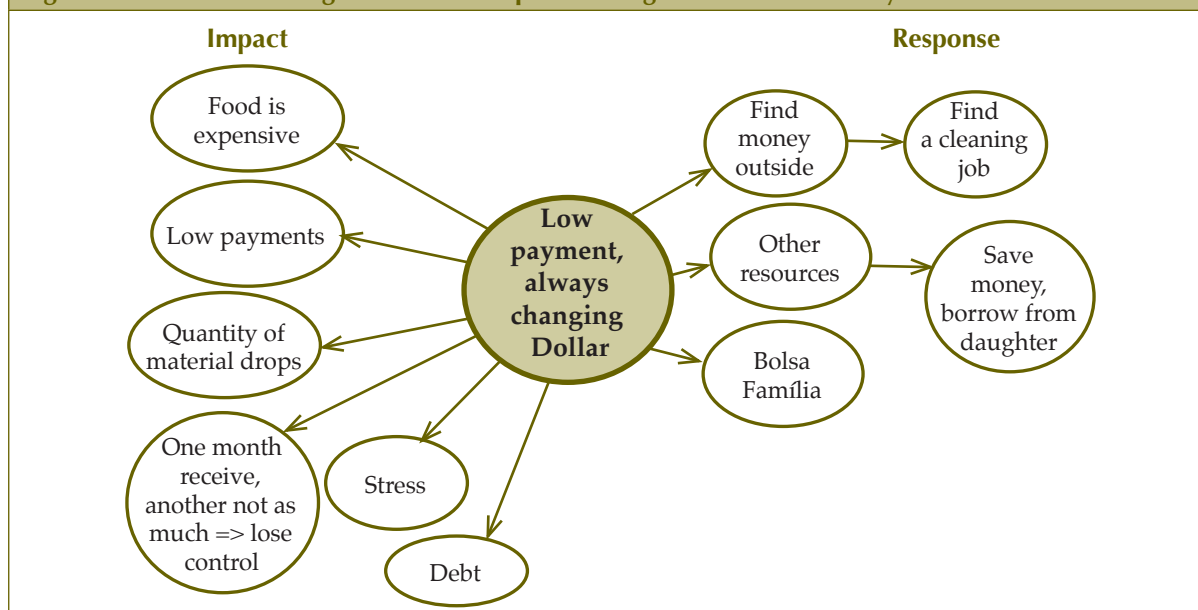 Impact
Response
Food is
expensive
Low payments
Quantity of
material drops
One month
receive,
another not as
much => lose
control
Stress
Debt
Low
payment,
always
changing
Dollar
Find
money
outside
Find
a cleaning
job
Other
resources
Save
money,
borrow from
daughter
Bolsa
Família